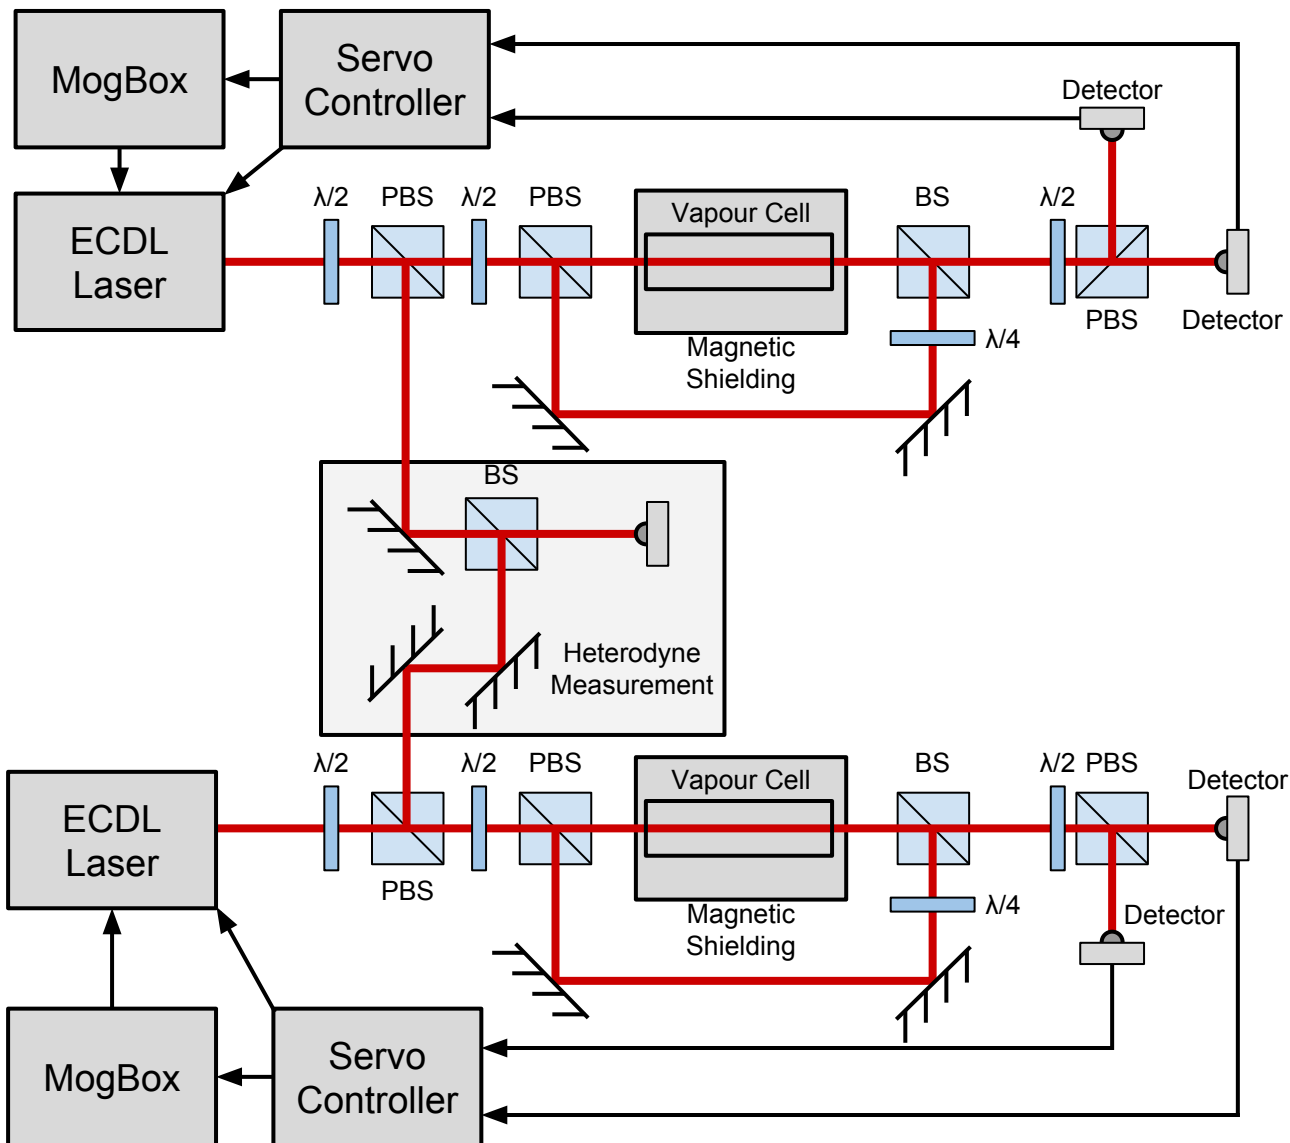 MogBox
Servo
Controller
Detector
λ/2
PBS
λ/2
PBS
Vapour Cell
BS
λ/2
ECDL
Laser
PBS
Detector
Magnetic
Shielding
λ/4
BS
Heterodyne
Measurement
λ/2
λ/2
PBS
Vapour Cell
BS
λ/2
PBS
Detector
ECDL
Laser
PBS
Magnetic
Shielding
λ/4
Detector
MogBox
Servo
Controller